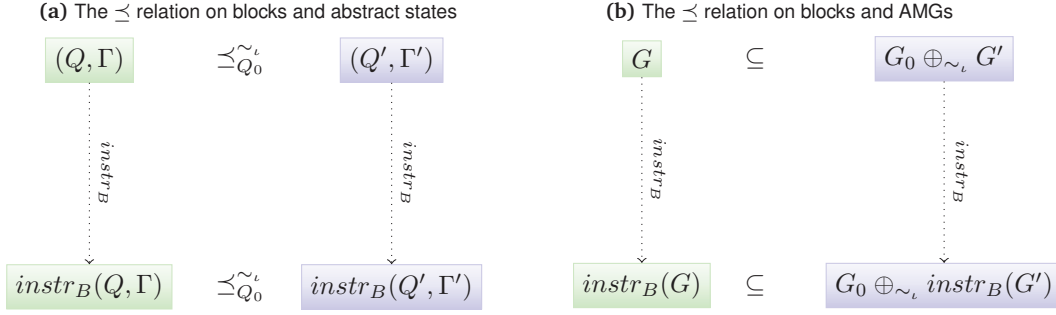 (a) The ⪯ relation on blocks and abstract states
(Q, Γ) ⪯^{∼_ι}_{Q_0} (Q′, Γ′)
instr_B instr_B
instr_B(Q, Γ) ⪯^{∼_ι}_{Q_0} instr_B(Q′, Γ′)
(b) The ⪯ relation on blocks and AMGs
G ⊆ G_0 ⊕_{∼_ι} G′
instr_B instr_B
instr_B(G) ⊆ G_0 ⊕_{∼_ι} instr_B(G′)